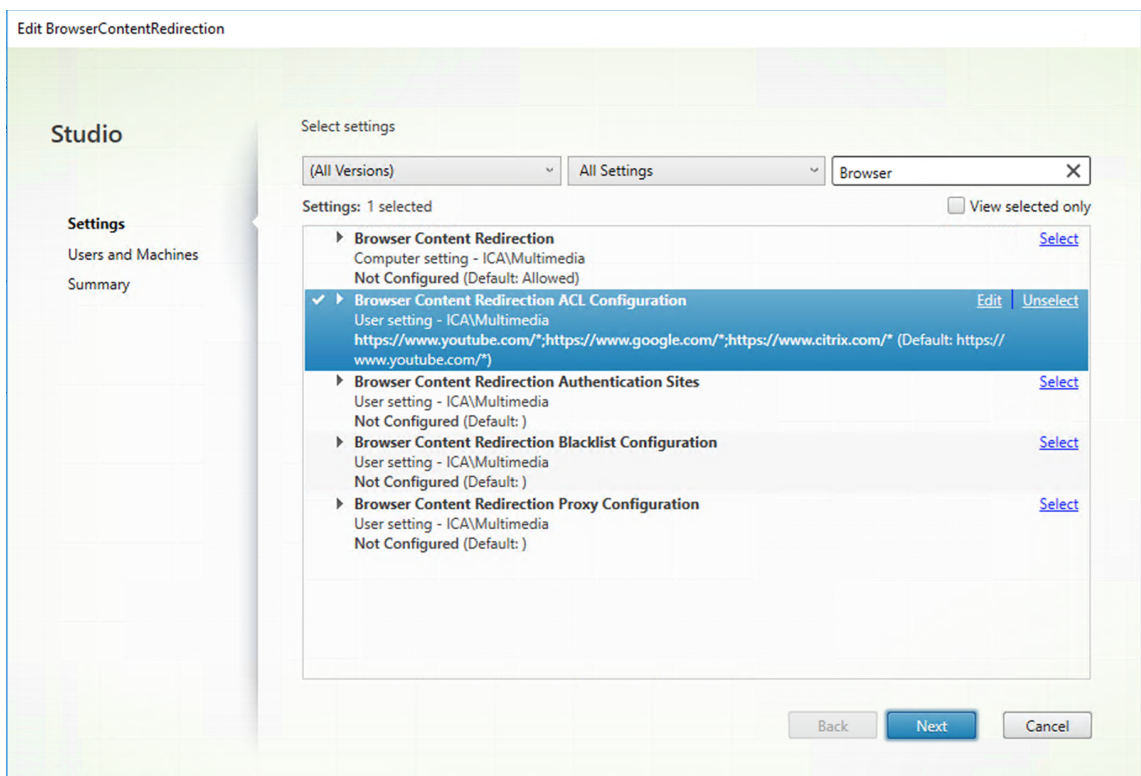 Edit BrowserContentRedirection
Studio
Settings
Users and Machines
Summary
Select settings
(All Versions)
All Settings
Browser
Settings: 1 selected
View selected only
Browser Content Redirection
Select
Computer setting - ICA\Multimedia
Not Configured (Default: Allowed)
Browser Content Redirection ACL Configuration
Edit
Unselect
User setting - ICA\Multimedia
https://www.youtube.com/*;https://www.google.com/*;https://www.citrix.com/* (Default: https://
www.youtube.com/*)
Browser Content Redirection Authentication Sites
Select
User setting - ICA\Multimedia
Not Configured (Default: )
Browser Content Redirection Blacklist Configuration
Select
User setting - ICA\Multimedia
Not Configured (Default: )
Browser Content Redirection Proxy Configuration
Select
User setting - ICA\Multimedia
Not Configured (Default: )
Back
Next
Cancel